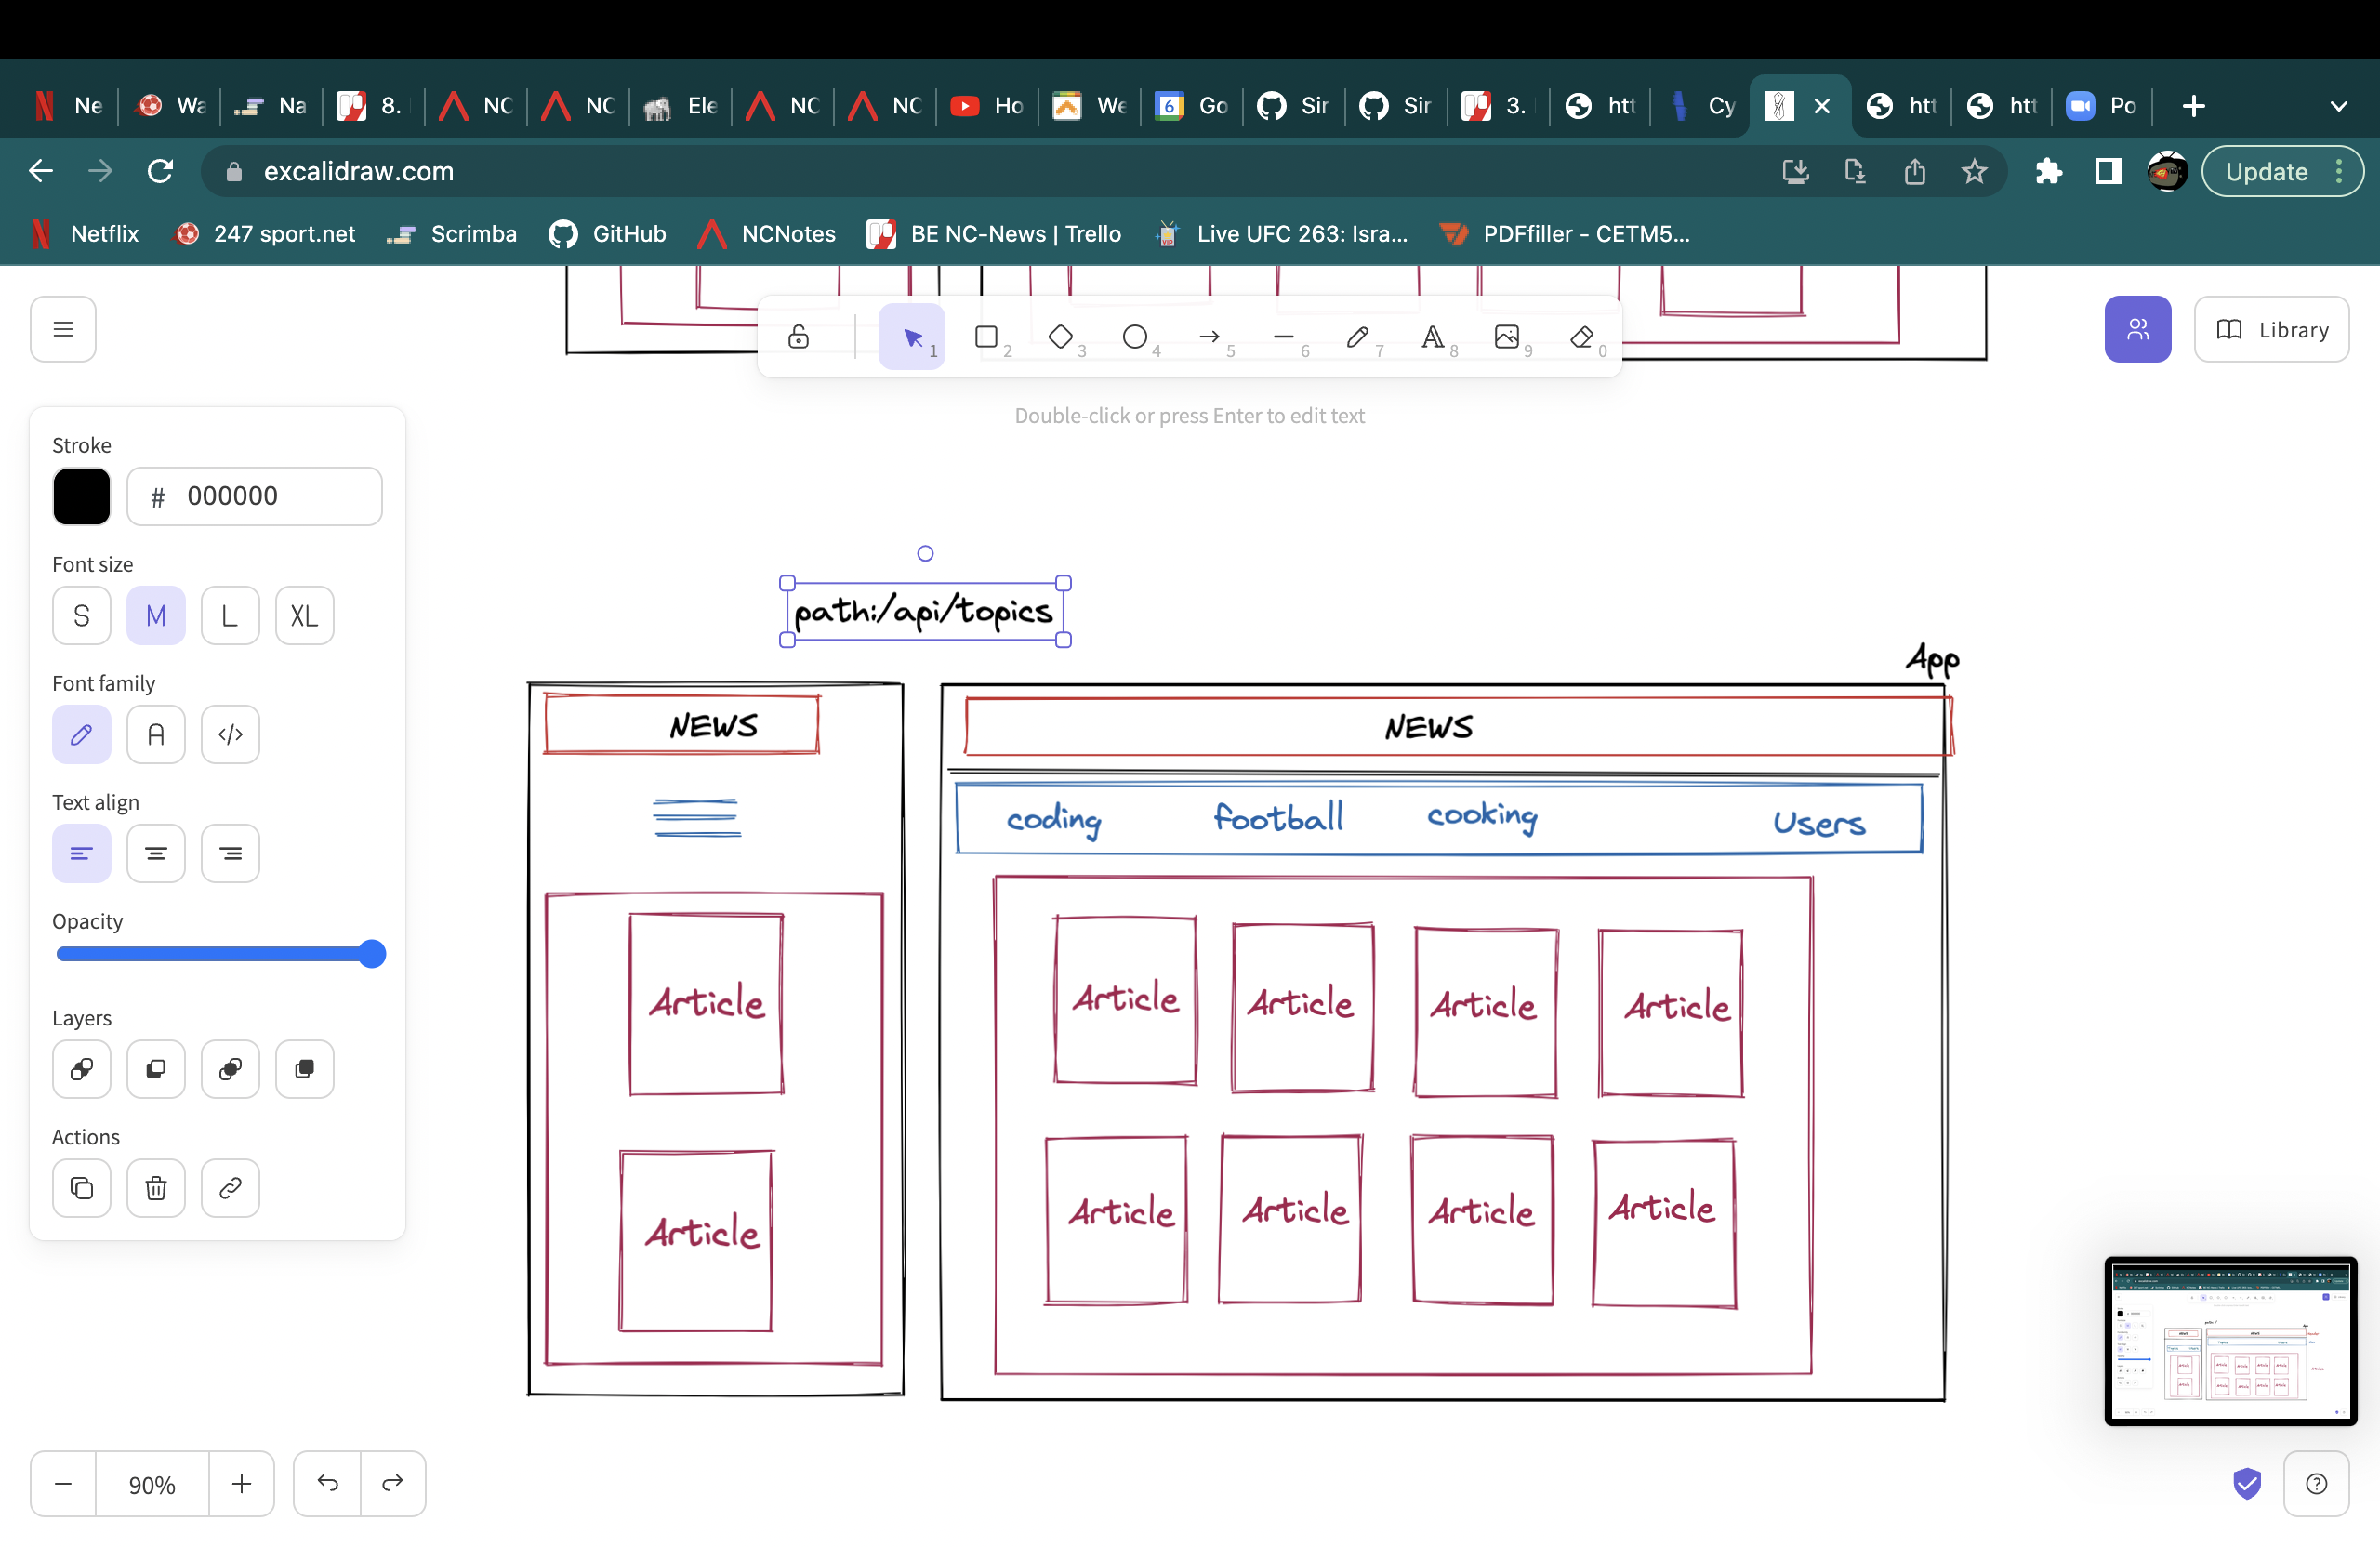 Ne
Wa
Na
8.
NC
NC
Ele
NC
NC
Ho
We
6
Go
Sir
Sir
3.
htt
Cy
htt
htt
Po
excalidraw.com
Update
Netflix
247 sport.net
Scrimba
GitHub
NCNotes
BE NC-News | Trello
Live UFC 263: Isra...
PDFfiller - CETM5...
1
2
3
4
5
6
7
A 8
9
0
Library
Double-click or press Enter to edit text
Stroke
# 000000
Font size
S M L XL
Font family
A </>
Text align
Opacity
Layers
Actions
path:/api/topics
App
NEWS
NEWS
coding football cooking Users
Article
Article
Article Article Article Article
Article Article Article Article
90%